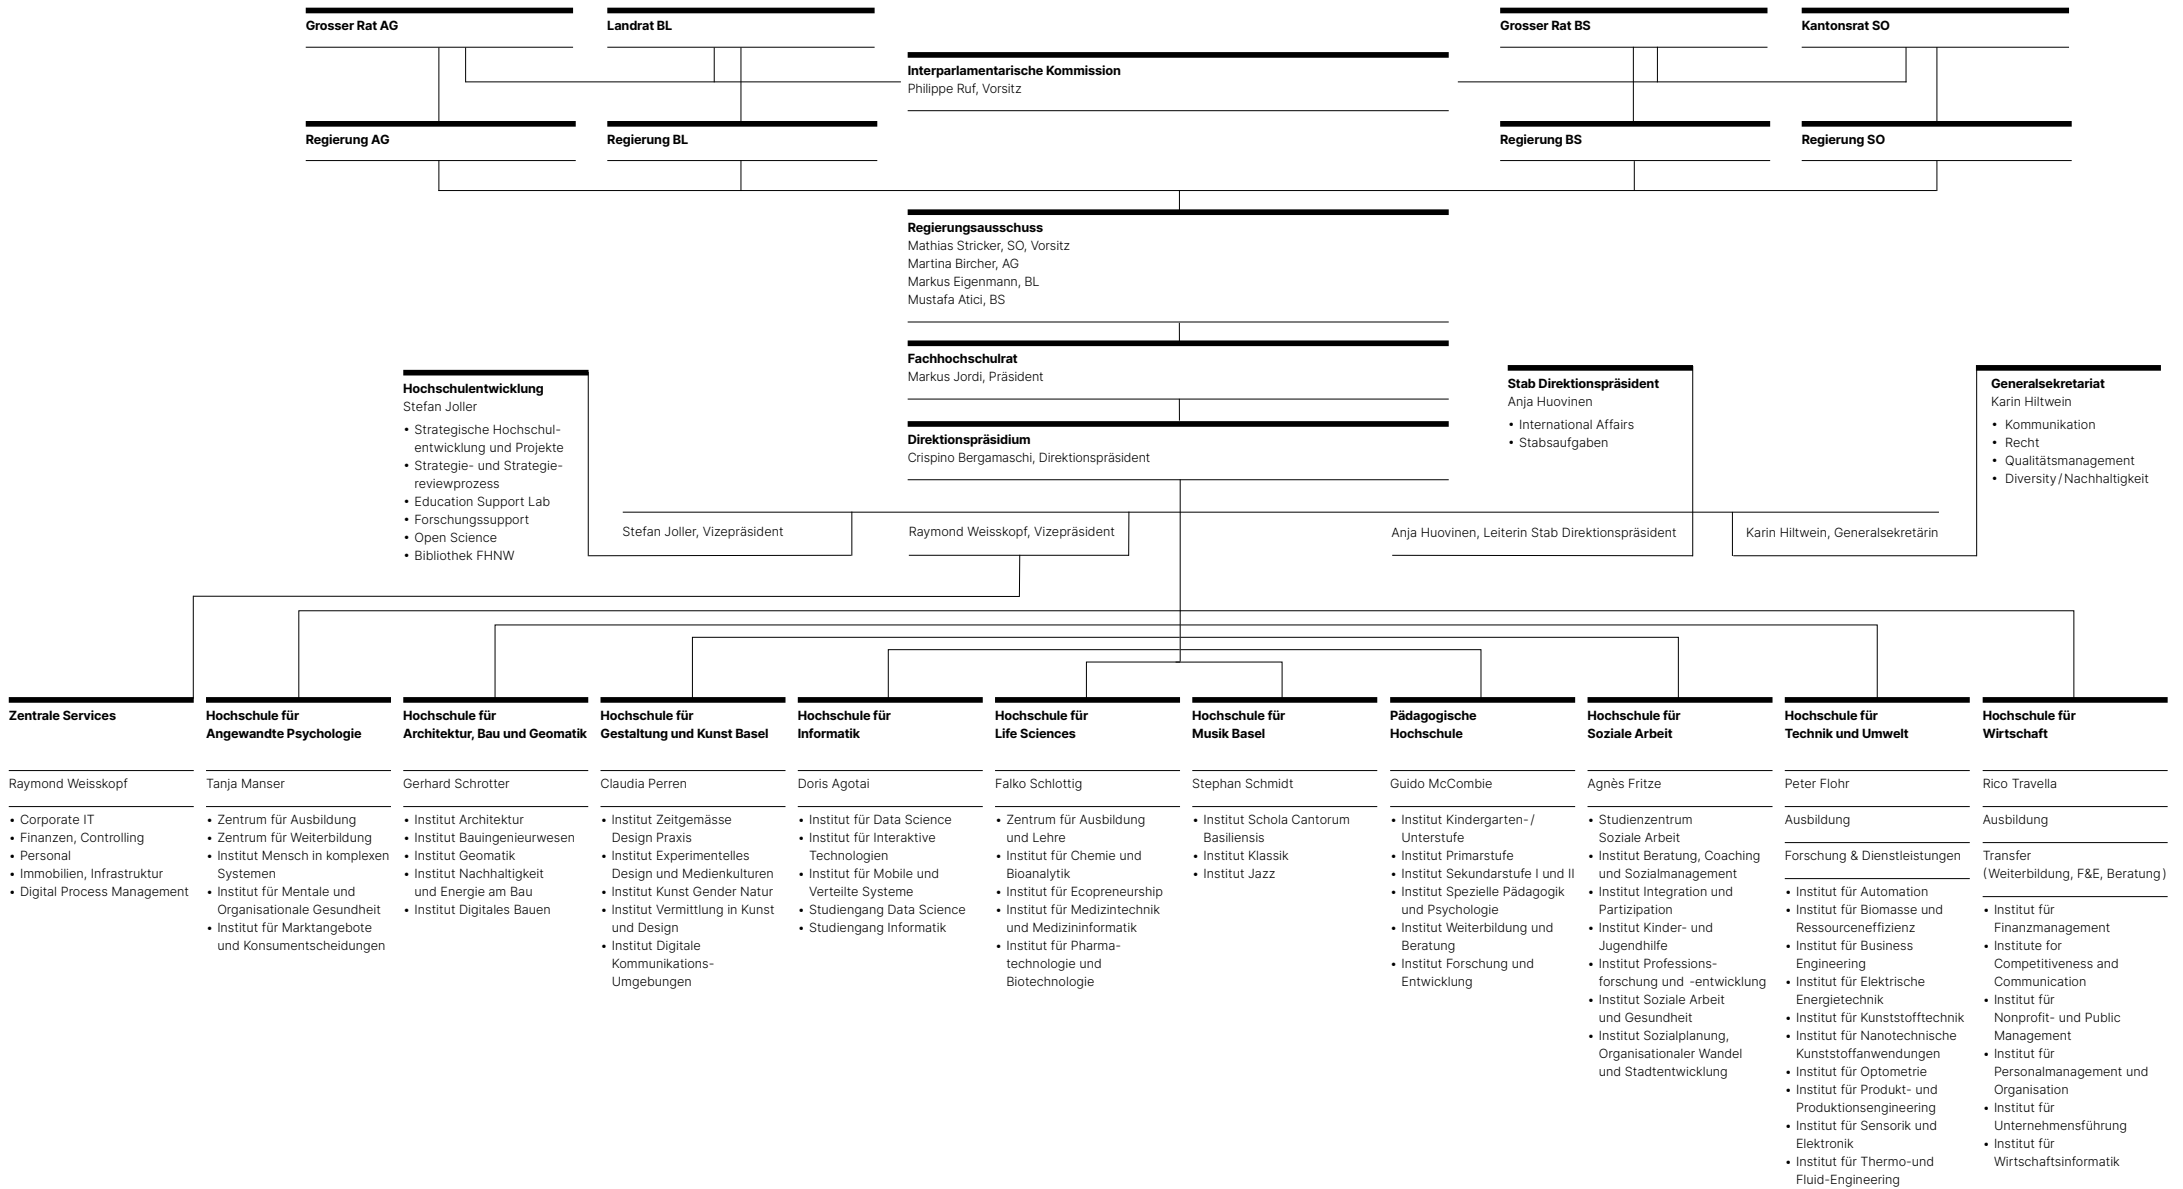 Grosser Rat AG
Landrat BL
Grosser Rat BS
Kantonsrat SO
Interparlamentarische Kommission
Philippe Ruf, Vorsitz
Regierung AG
Regierung BL
Regierung BS
Regierung SO
Regierungsausschuss
Mathias Stricker, SO, Vorsitz
Martina Bircher, AG
Markus Eigenmann, BL
Mustafa Atici, BS
Fachhochschulrat
Markus Jordi, Präsident
Direktionspräsidium
Crispino Bergamaschi, Direktionspräsident
Hochschulentwicklung
Stefan Joller
• Strategische Hochschul-
entwicklung und Projekte
• Strategie- und Strategie-
reviewprozess
• Education Support Lab
• Forschungssupport
• Open Science
• Bibliothek FHNW
Stab Direktionspräsident
Anja Huovinen
• International Affairs
• Stabsaufgaben
Generalsekretariat
Karin Hiltwein
• Kommunikation
• Recht
• Qualitätsmanagement
• Diversity/Nachhaltigkeit
Stefan Joller, Vizepräsident
Raymond Weisskopf, Vizepräsident
Anja Huovinen, Leiterin Stab Direktionspräsident
Karin Hiltwein, Generalsekretärin
Zentrale Services
Raymond Weisskopf
• Corporate IT
• Finanzen, Controlling
• Personal
• Immobilien, Infrastruktur
• Digital Process Management
Hochschule für
Angewandte Psychologie
Tanja Manser
• Zentrum für Ausbildung
• Zentrum für Weiterbildung
• Institut Mensch in komplexen
Systemen
• Institut für Mentale und
Organisationale Gesundheit
• Institut für Marktangebote
und Konsumentscheidungen
Hochschule für
Architektur, Bau und Geomatik
Gerhard Schrotter
• Institut Architektur
• Institut Bauingenieurwesen
• Institut Geomatik
• Institut Nachhaltigkeit
und Energie am Bau
• Institut Digitales Bauen
Hochschule für
Gestaltung und Kunst Basel
Claudia Perren
• Institut Zeitgemässe
Design Praxis
• Institut Experimentelles
Design und Medienkulturen
• Institut Kunst Gender Natur
• Institut Vermittlung in Kunst
und Design
• Institut Digitale
Kommunikations-
Umgebungen
Hochschule für
Informatik
Doris Agotai
• Institut für Data Science
• Institut für Interaktive
Technologien
• Institut für Mobile und
Verteilte Systeme
• Studiengang Data Science
• Studiengang Informatik
Hochschule für
Life Sciences
Falko Schlottig
• Zentrum für Ausbildung
und Lehre
• Institut für Chemie und
Bioanalytik
• Institut für Ecopreneurship
• Institut für Medizintechnik
und Medizininformatik
• Institut für Pharma-
technologie und
Biotechnologie
Hochschule für
Musik Basel
Stephan Schmidt
• Institut Schola Cantorum
Basiliensis
• Institut Klassik
• Institut Jazz
Pädagogische
Hochschule
Guido McCombie
• Institut Kindergarten-/
Unterstufe
• Institut Primarstufe
• Institut Sekundarstufe I und II
• Institut Spezielle Pädagogik
und Psychologie
• Institut Weiterbildung und
Beratung
• Institut Forschung und
Entwicklung
Hochschule für
Soziale Arbeit
Agnès Fritze
• Studienzentrum
Soziale Arbeit
• Institut Beratung, Coaching
und Sozialmanagement
• Institut Integration und
Partizipation
• Institut Kinder- und
Jugendhilfe
• Institut Professions-
forschung und -entwicklung
• Institut Soziale Arbeit
und Gesundheit
• Institut Sozialplanung,
Organisationaler Wandel
und Stadtentwicklung
Hochschule für
Technik und Umwelt
Peter Flohr
Ausbildung
Forschung & Dienstleistungen
• Institut für Automation
• Institut für Biomasse und
Ressourceneffizienz
• Institut für Business
Engineering
• Institut für Elektrische
Energietechnik
• Institut für Kunststofftechnik
• Institut für Nanotechnische
Kunststoffanwendungen
• Institut für Optometrie
• Institut für Produkt- und
Produktionsengineering
• Institut für Sensorik und
Elektronik
• Institut für Thermo-und
Fluid-Engineering
Hochschule für
Wirtschaft
Rico Travella
Ausbildung
Transfer
(Weiterbildung, F&E, Beratung)
• Institut für
Finanzmanagement
• Institute for
Competitiveness and
Communication
• Institut für
Nonprofit- und Public
Management
• Institut für
Personalmanagement und
Organisation
• Institut für
Unternehmensführung
• Institut für
Wirtschaftsinformatik